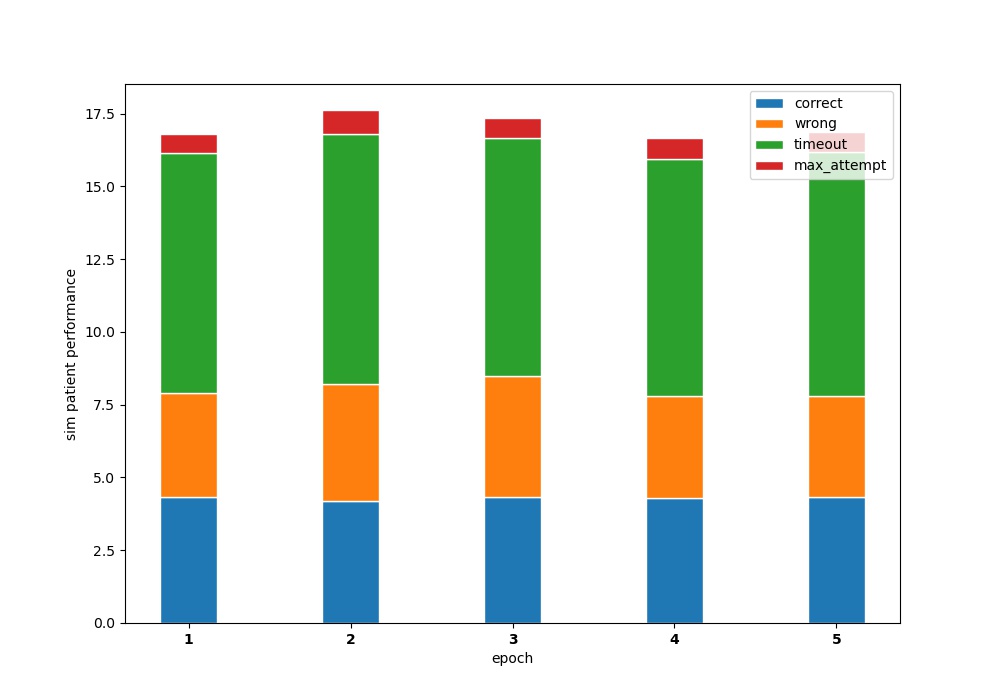 17.5
15.0
12.5
10.0
7.5
5.0
2.5
0.0
sim patient performance
correct
wrong
timeout
max_attempt
1 2 3 4 5
epoch